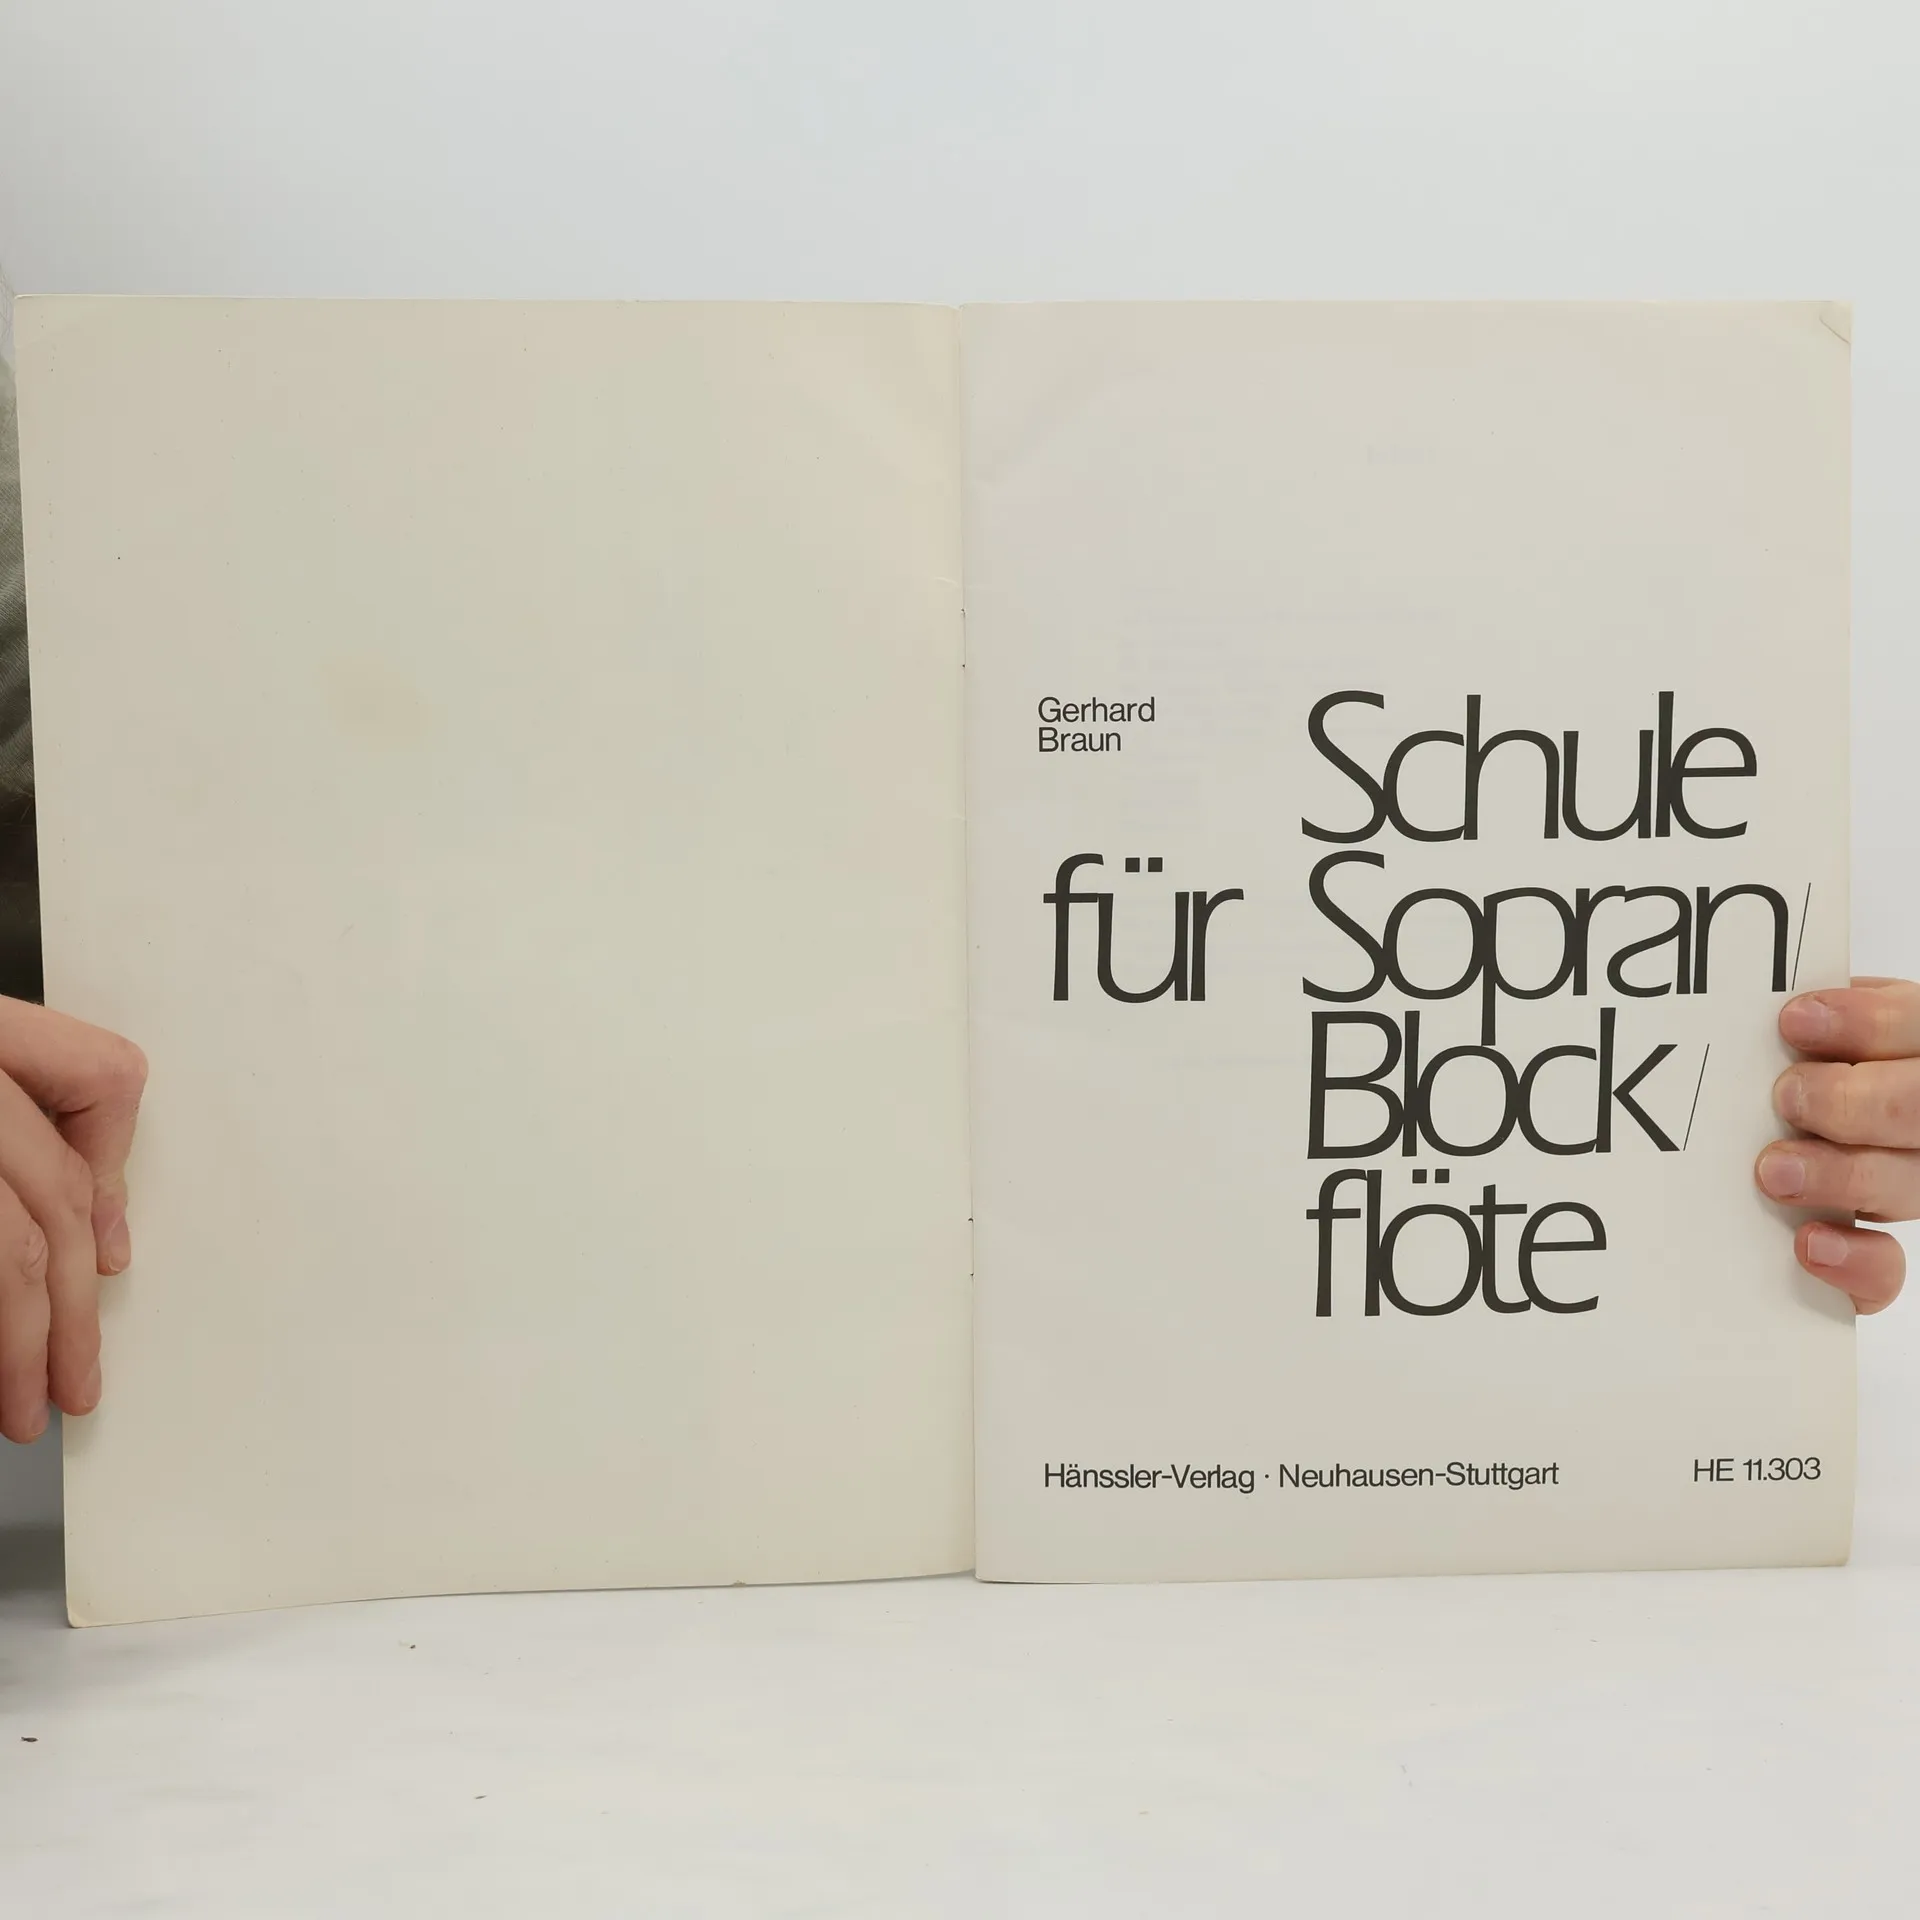 Gerhard
Braun
Schule
für Sopran/
Block/
flöte
Hänssler-Verlag · Neuhausen-Stuttgart HE 11.303